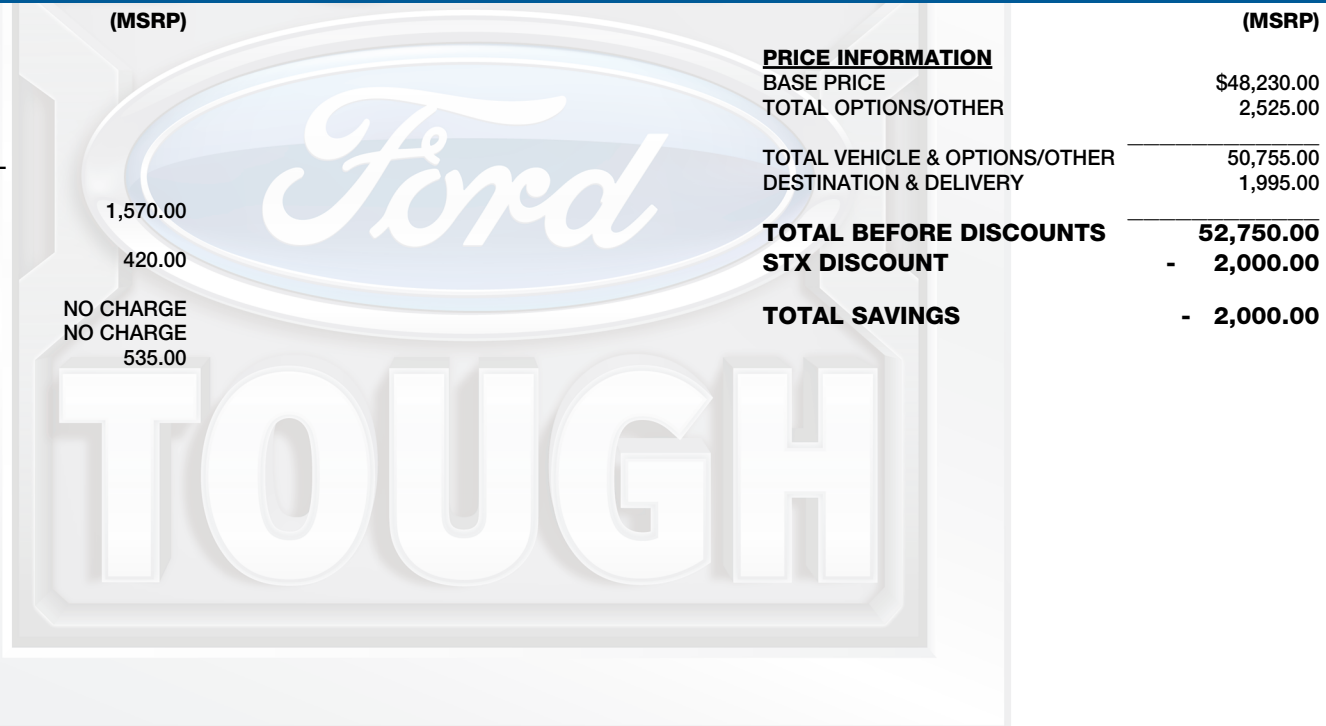 (MSRP)
1,570.00
420.00
NO CHARGE
NO CHARGE
535.00
(MSRP)
PRICE INFORMATION
BASE PRICE $48,230.00
TOTAL OPTIONS/OTHER 2,525.00
TOTAL VEHICLE & OPTIONS/OTHER 50,755.00
DESTINATION & DELIVERY 1,995.00
TOTAL BEFORE DISCOUNTS 52,750.00
STX DISCOUNT - 2,000.00
TOTAL SAVINGS - 2,000.00
Ford
TOUGH